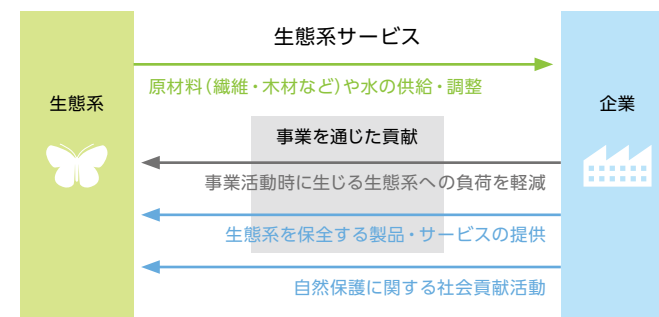 生態系サービス
原材料(繊維・木材など)や水の供給・調整
生態系
企業
事業を通じた貢献
事業活動時に生じる生態系への負荷を軽減
生態系を保全する製品・サービスの提供
自然保護に関する社会貢献活動